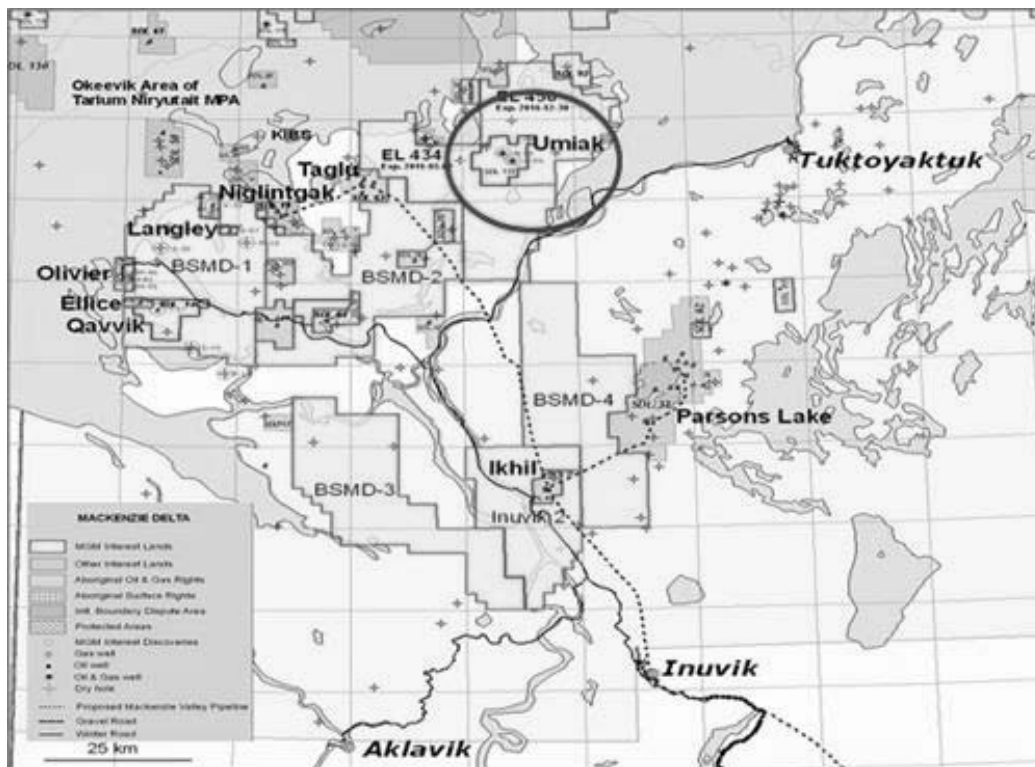 Okeevik Area of
Tarium Niryutait MPA
KIBS
EL 434
Umiak
Tuktoyaktuk
Taglu
Niglintgak
Langley
BSMD-1
BSMD-2
Olivier
Ellice
Qavvik
BSMD-4
Parsons Lake
Ikhil
BSMD-3
Inuvik 2
MACKENZIE DELTA
MGM Interest Lands
Other Interest Lands
Aboriginal Oil & Gas Rights
Aboriginal Surface Rights
Intl. Boundary Dispute Area
Protected Areas
MGM Interest Discoveries
Gas well
Oil well
Oil & Gas well
Dry hole
Proposed Mackenzie Valley Pipeline
Gravel Road
Winter Road
25 km
Inuvik
Aklavik